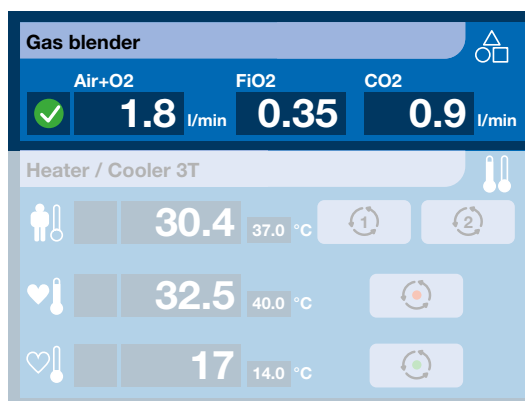 Gas blender
Air+O2 FiO2 CO2
1.8 l/min 0.35 0.9 l/min
Heater / Cooler 3T
30.4 37.0 °C 1 2
32.5 40.0 °C
17 14.0 °C